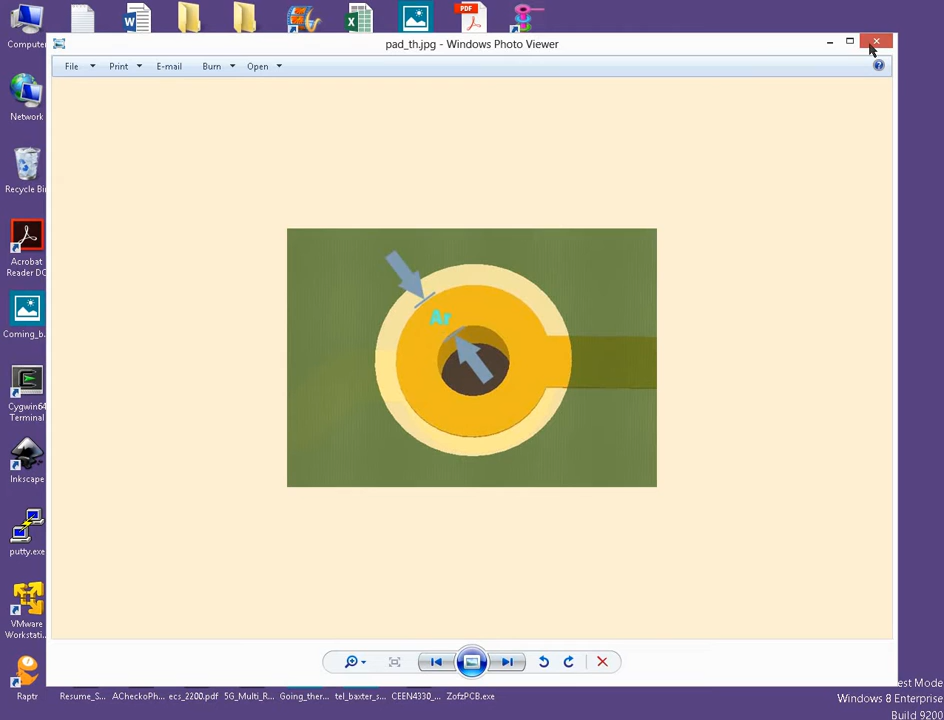 PDF
Computer
pad_th.jpg - Windows Photo Viewer
File Print E-mail Burn Open
Network
Recycle Bin
Acrobat
Reader DC
Ar
Coming_b...
Cygwin64
Terminal
Inkscape
putty.exe
VMware
Workstati...
Raptr
Resume_S... ACheckoPh... ecs_2200.pdf 5G_Multi_R... Going_ther... tel_baxter_s... CEEN4330_... ZofzPCB.exe
est Mode
Windows 8 Enterprise
Build 9200